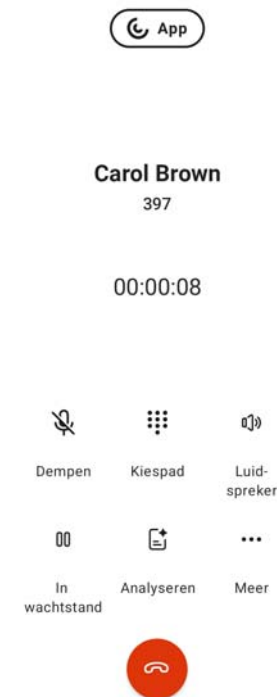 App
Carol Brown
397
00:00:08
Dempen Kiespad Luid-
spreker
In
wachtstand Analyseren Meer